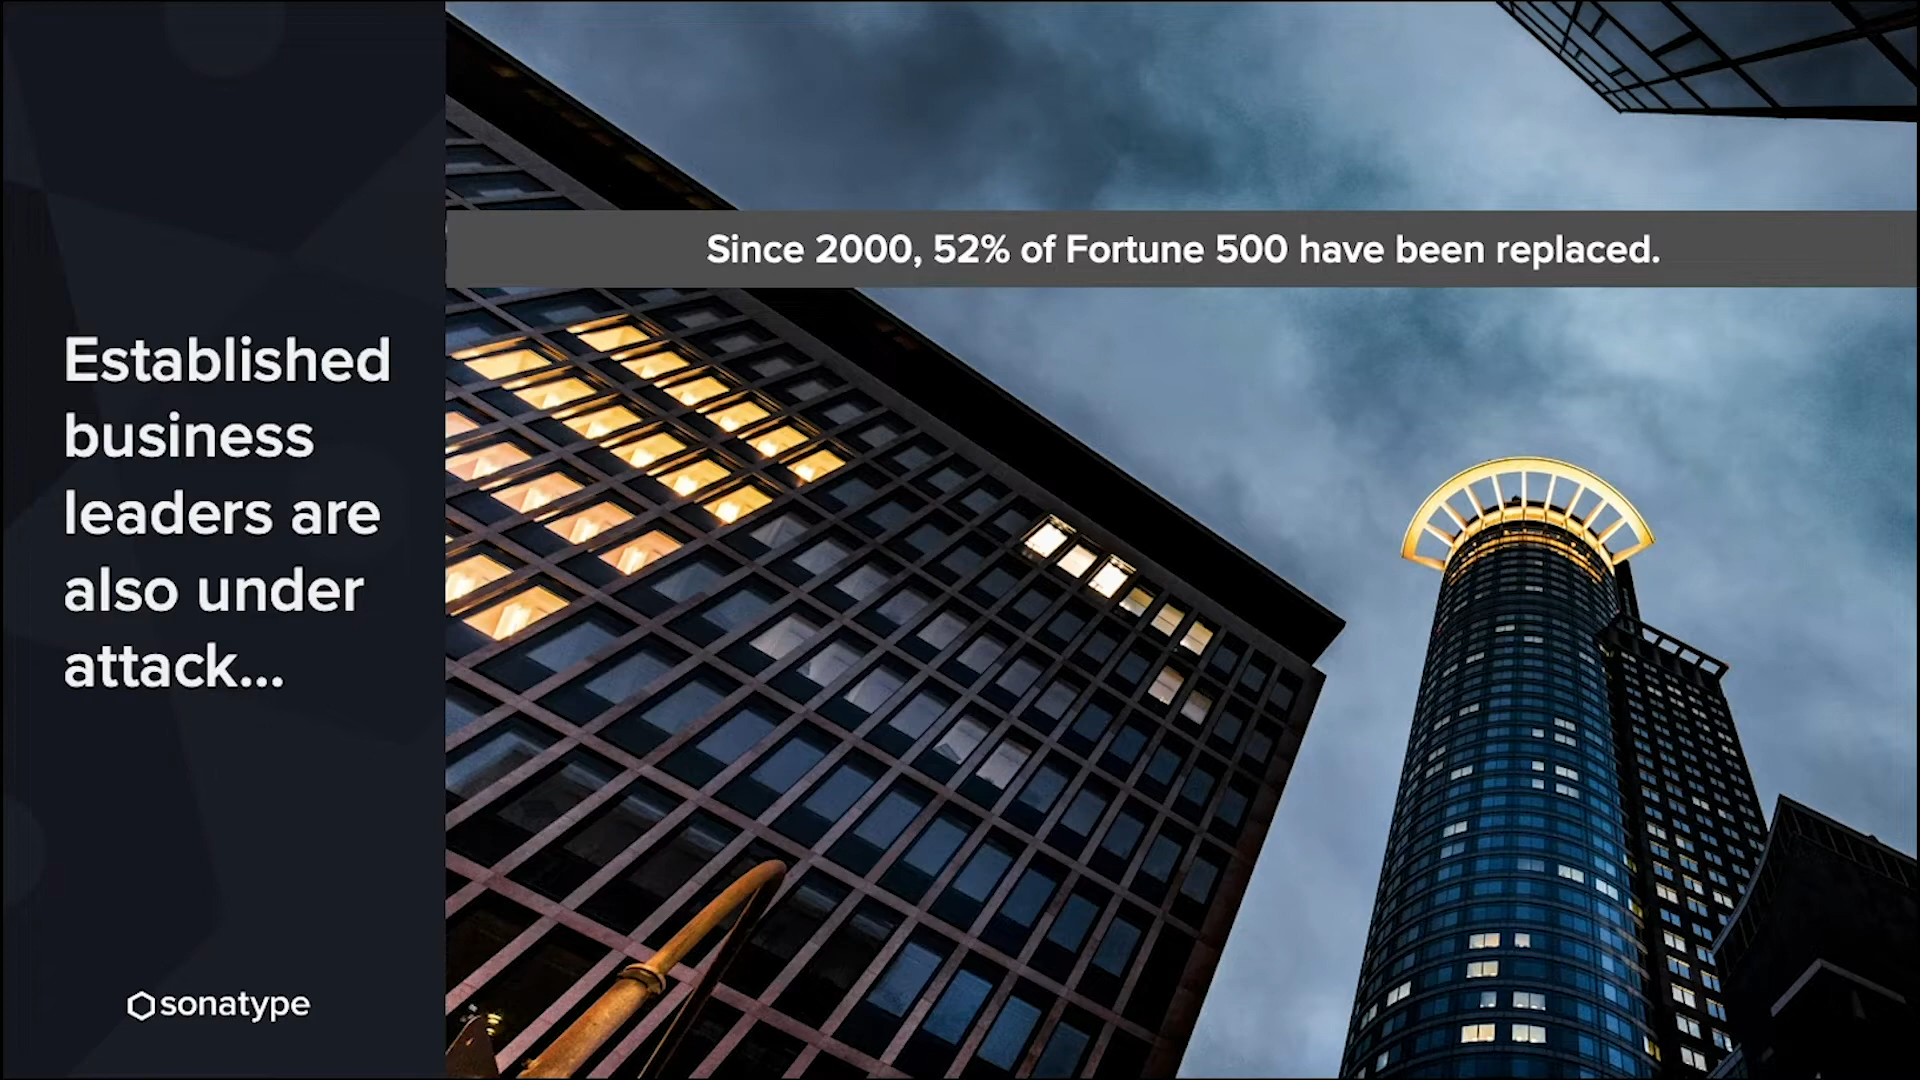 Established
business
leaders are
also under
attack...
Since 2000, 52% of Fortune 500 have been replaced.
sonatype